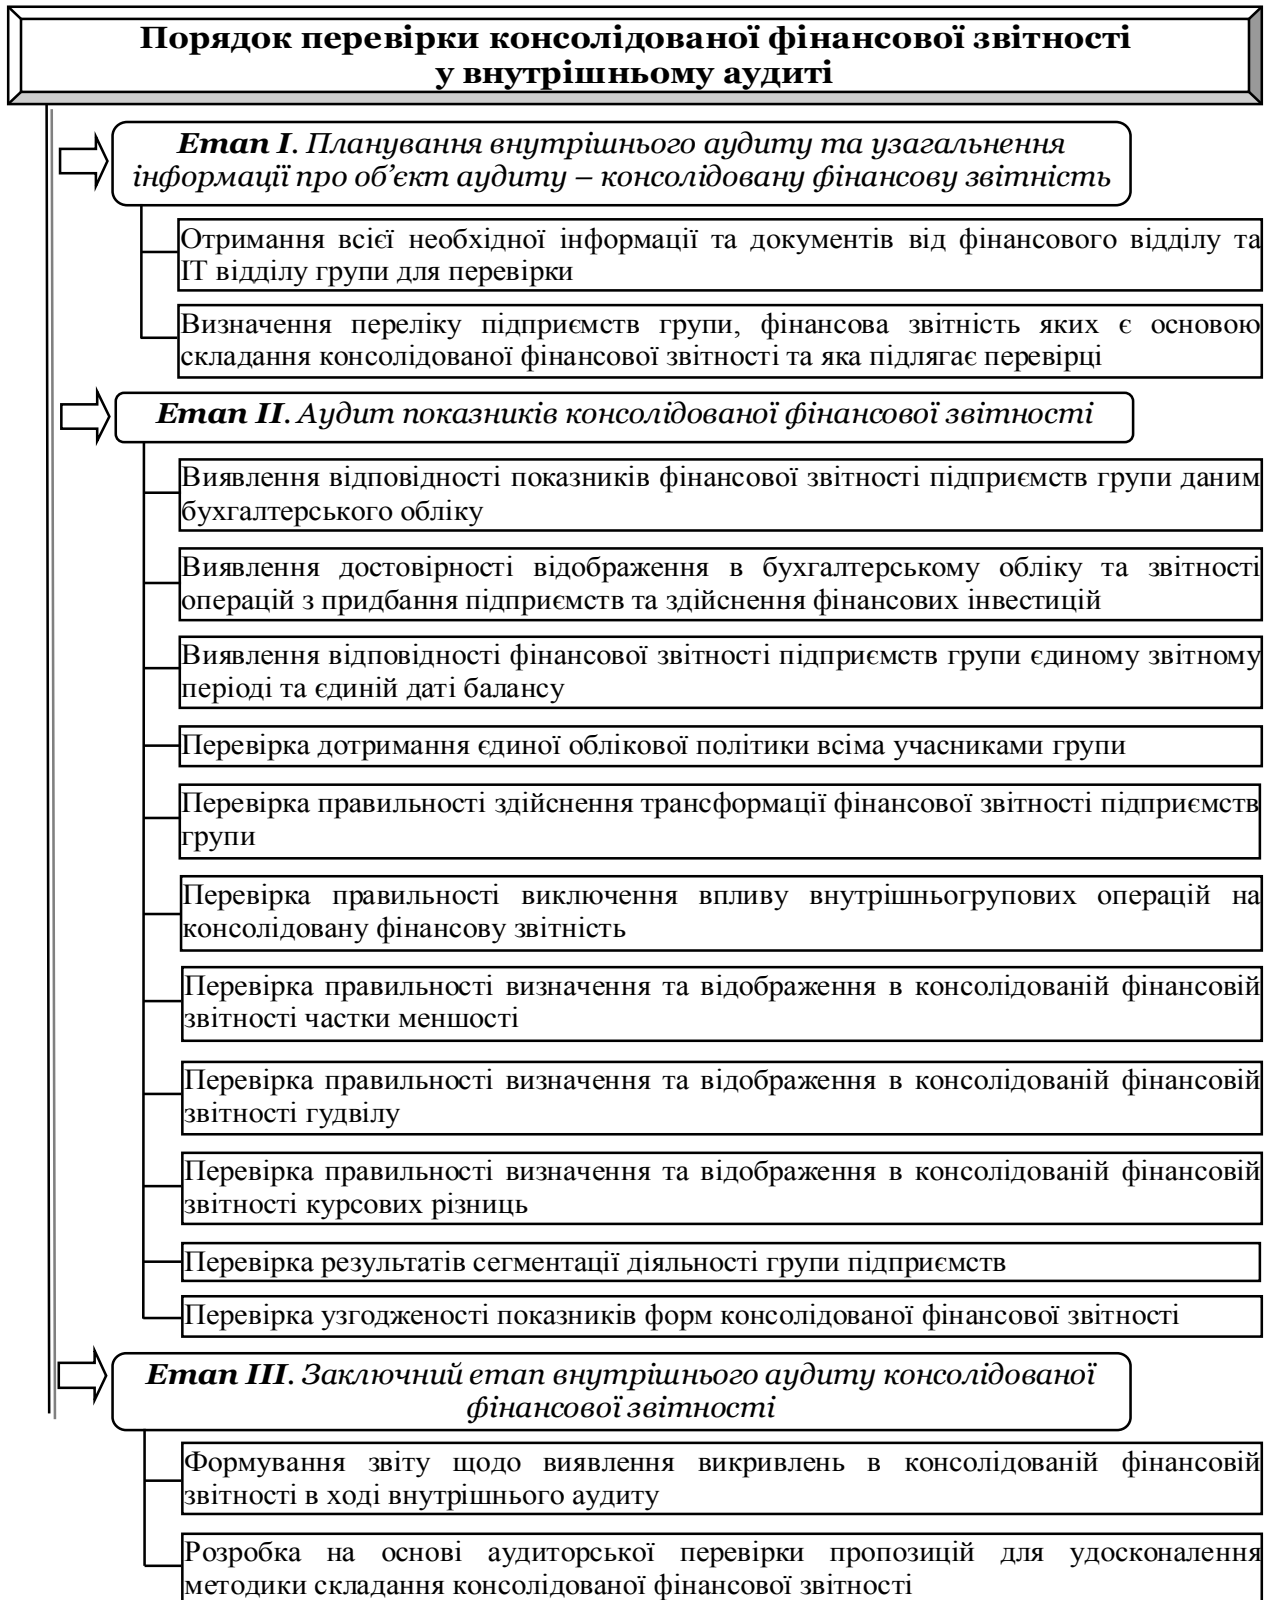 Порядок перевірки консолідованої фінансової звітності
у внутрішньому аудиті
Етап I. Планування внутрішнього аудиту та узагальнення
інформації про об’єкт аудиту – консолідовану фінансову звітність
Отримання всієї необхідної інформації та документів від фінансового відділу та
ІТ відділу групи для перевірки
Визначення переліку підприємств групи, фінансова звітність яких є основою
складання консолідованої фінансової звітності та яка підлягає перевірці
Етап II. Аудит показників консолідованої фінансової звітності
Виявлення відповідності показників фінансової звітності підприємств групи даним
бухгалтерського обліку
Виявлення достовірності відображення в бухгалтерському обліку та звітності
операцій з придбання підприємств та здійснення фінансових інвестицій
Виявлення відповідності фінансової звітності підприємств групи єдиному звітному
періоді та єдиній даті балансу
Перевірка дотримання єдиної облікової політики всіма учасниками групи
Перевірка правильності здійснення трансформації фінансової звітності підприємств
групи
Перевірка правильності виключення впливу внутрішньогрупових операцій на
консолідовану фінансову звітність
Перевірка правильності визначення та відображення в консолідованій фінансовій
звітності частки меншості
Перевірка правильності визначення та відображення в консолідованій фінансовій
звітності гудвілу
Перевірка правильності визначення та відображення в консолідованій фінансовій
звітності курсових різниць
Перевірка результатів сегментації діяльності групи підприємств
Перевірка узгодженості показників форм консолідованої фінансової звітності
Етап III. Заключний етап внутрішнього аудиту консолідованої
фінансової звітності
Формування звіту щодо виявлення викривлень в консолідованій фінансовій
звітності в ході внутрішнього аудиту
Розробка на основі аудиторської перевірки пропозицій для удосконалення
методики складання консолідованої фінансової звітності